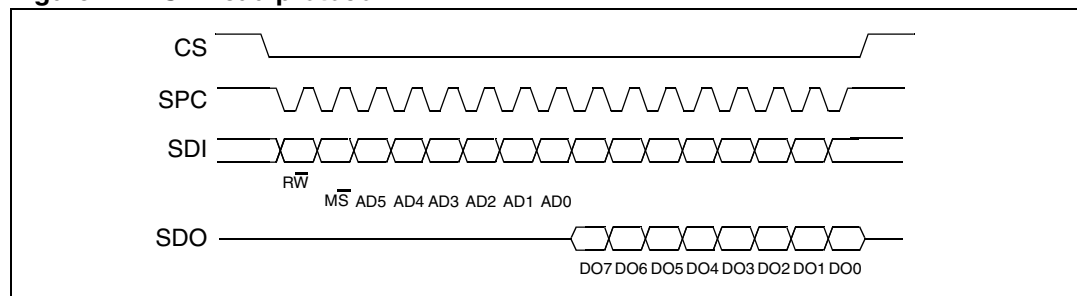 CS
SPC
SDI
RW̅
MS̅ AD5 AD4 AD3 AD2 AD1 AD0
SDO
DO7 DO6 DO5 DO4 DO3 DO2 DO1 DO0